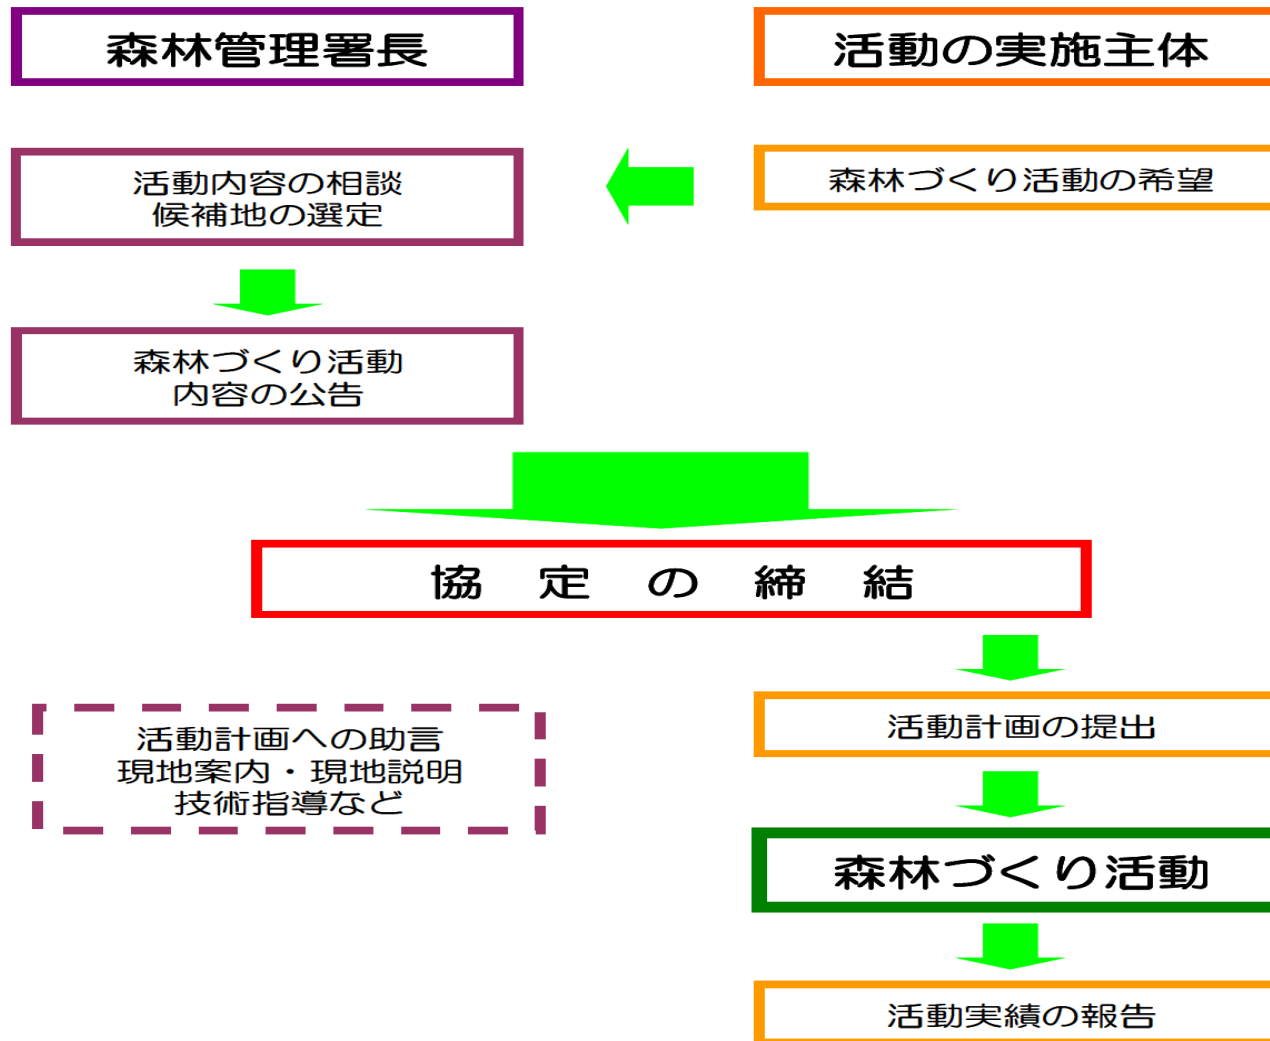 森林管理署長
活動の実施主体
森林づくり活動の希望
活動内容の相談
候補地の選定
森林づくり活動
内容の公告
協定の締結
活動計画の提出
活動計画への助言
現地案内・現地説明
技術指導など
森林づくり活動
活動実績の報告